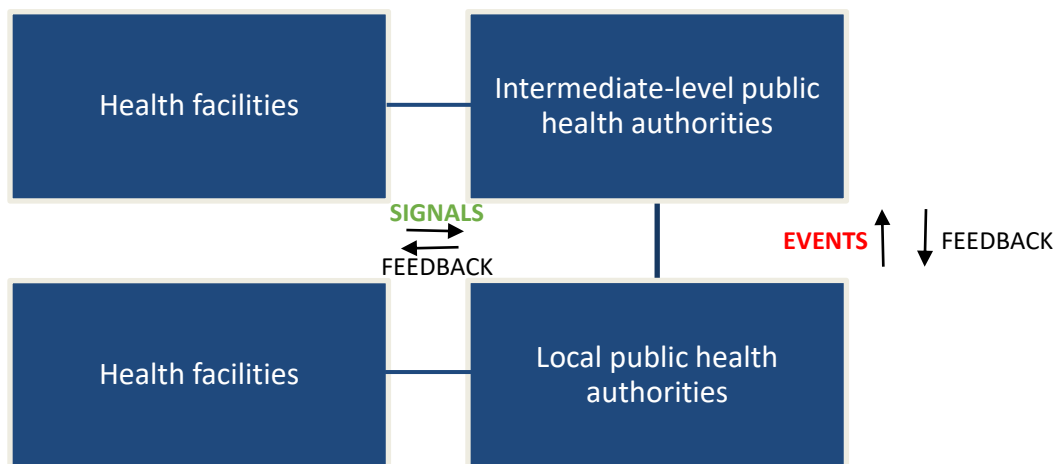 Health facilities
Intermediate-level public
health authorities
SIGNALS
FEEDBACK
EVENTS
FEEDBACK
Health facilities
Local public health
authorities